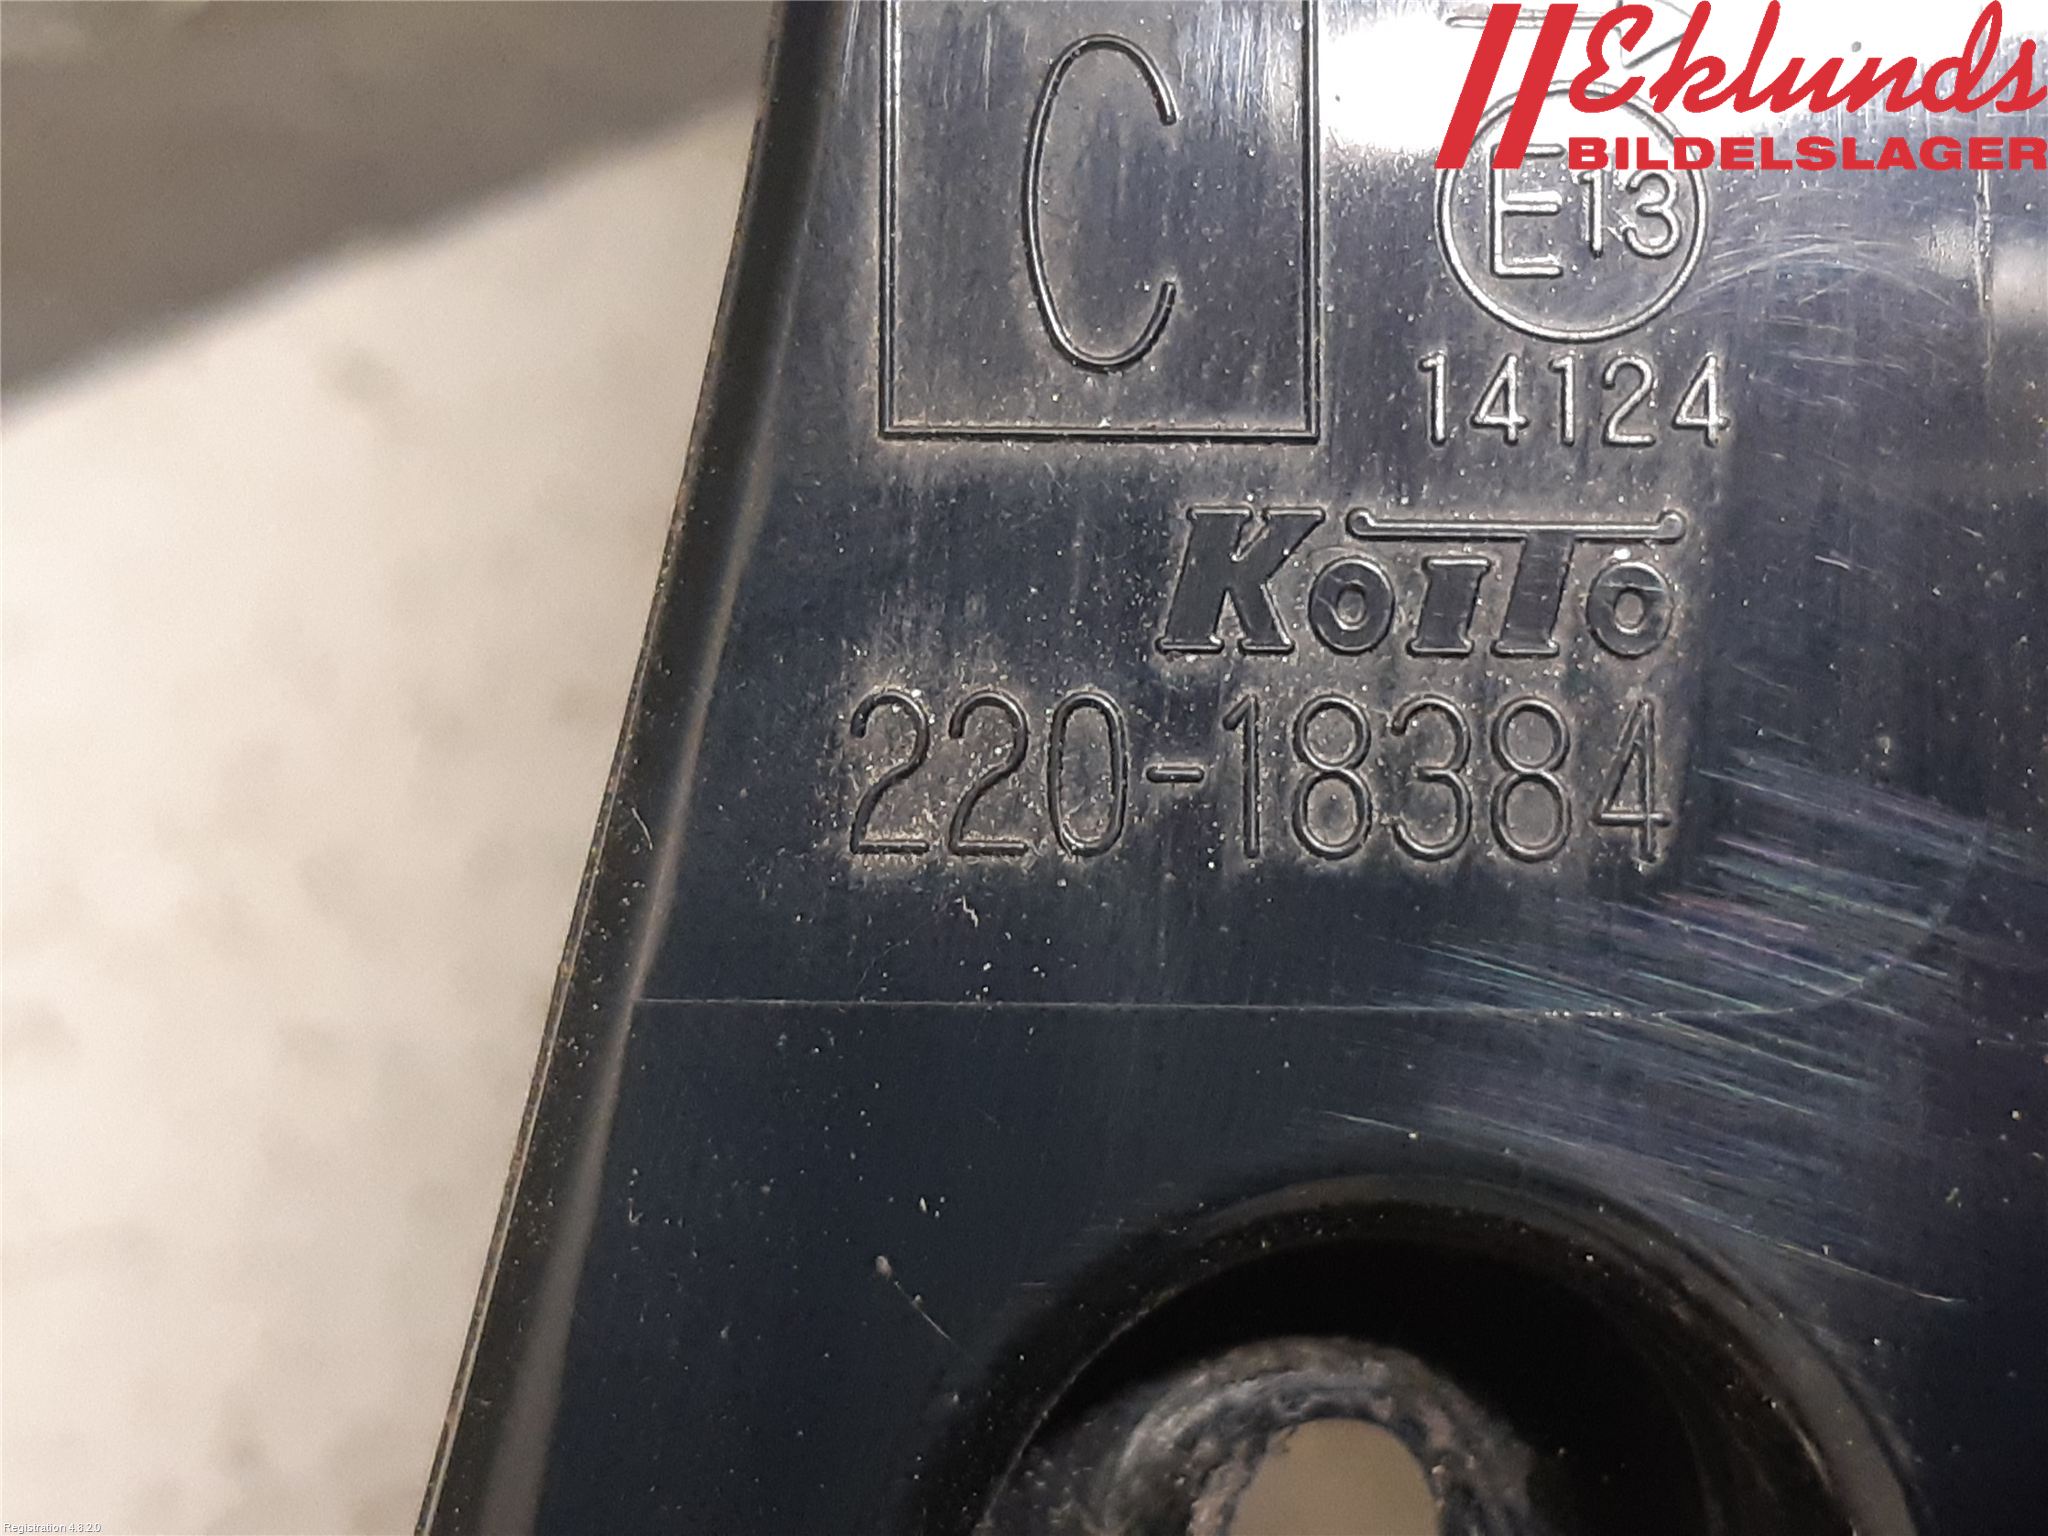 Eklunds
BILDELSLAGER
C
E13
14124
KoiTo
220-18384
Registration 4.8.2.0